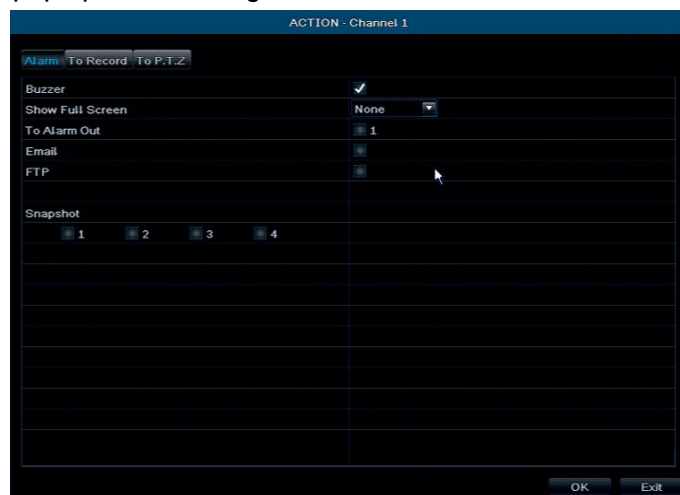 ACTION - Channel 1
Alarm To Record To P.T.Z
Buzzer
Show Full Screen None
To Alarm Out 1
Email
FTP
Snapshot
1 2 3 4
OK Exit